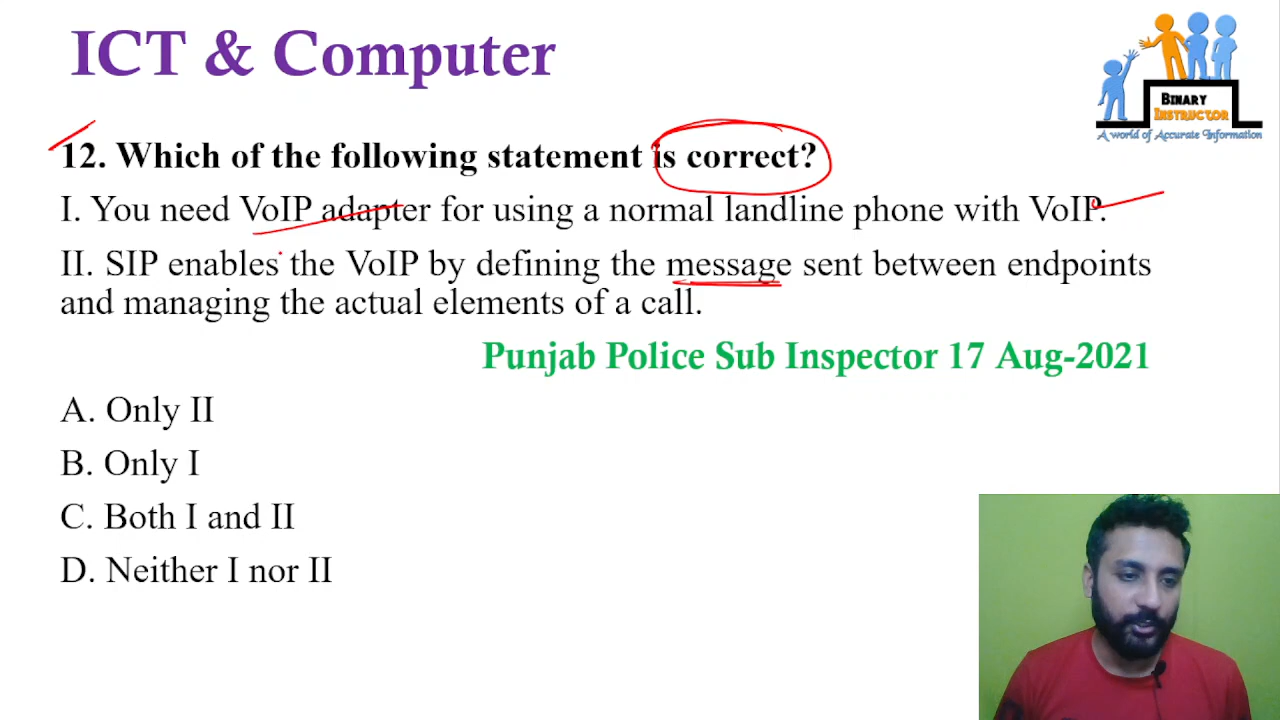 ICT & Computer
BINARY
INSTRUCTOR
A world of Accurate Information
12. Which of the following statement is correct?
I. You need VoIP adapter for using a normal landline phone with VoIP.
II. SIP enables the VoIP by defining the message sent between endpoints
and managing the actual elements of a call.
Punjab Police Sub Inspector 17 Aug-2021
A. Only II
B. Only I
C. Both I and II
D. Neither I nor II